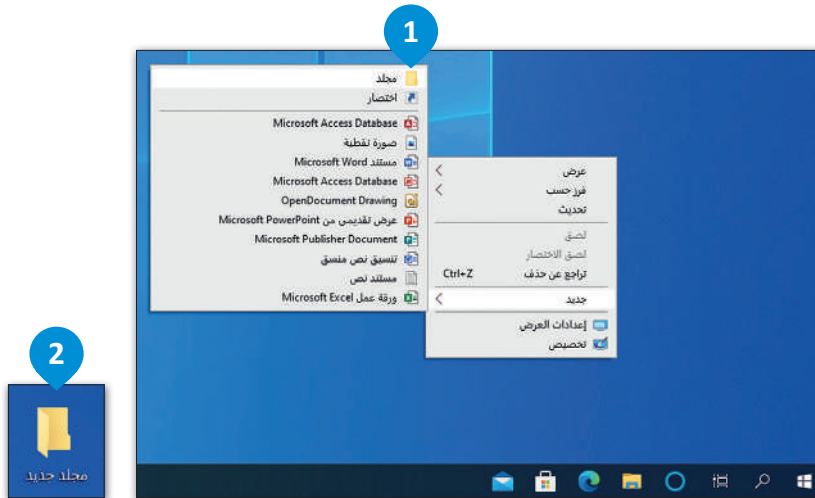 1
مجلد
اختصار
Microsoft Access Database
صورة نقطية
مستند Microsoft Word
Microsoft Access Database
OpenDocument Drawing
عرض تقديمي من Microsoft PowerPoint
Microsoft Publisher Document
تنسيق نص منسق
مستند نص
ورقة عمل Microsoft Excel
عرض
فرز حسب
تحديث
لصق
لصق الاختصار
تراجع عن حذف Ctrl+Z
جديد
إعدادات العرض
تخصيص
2
مجلد جديد